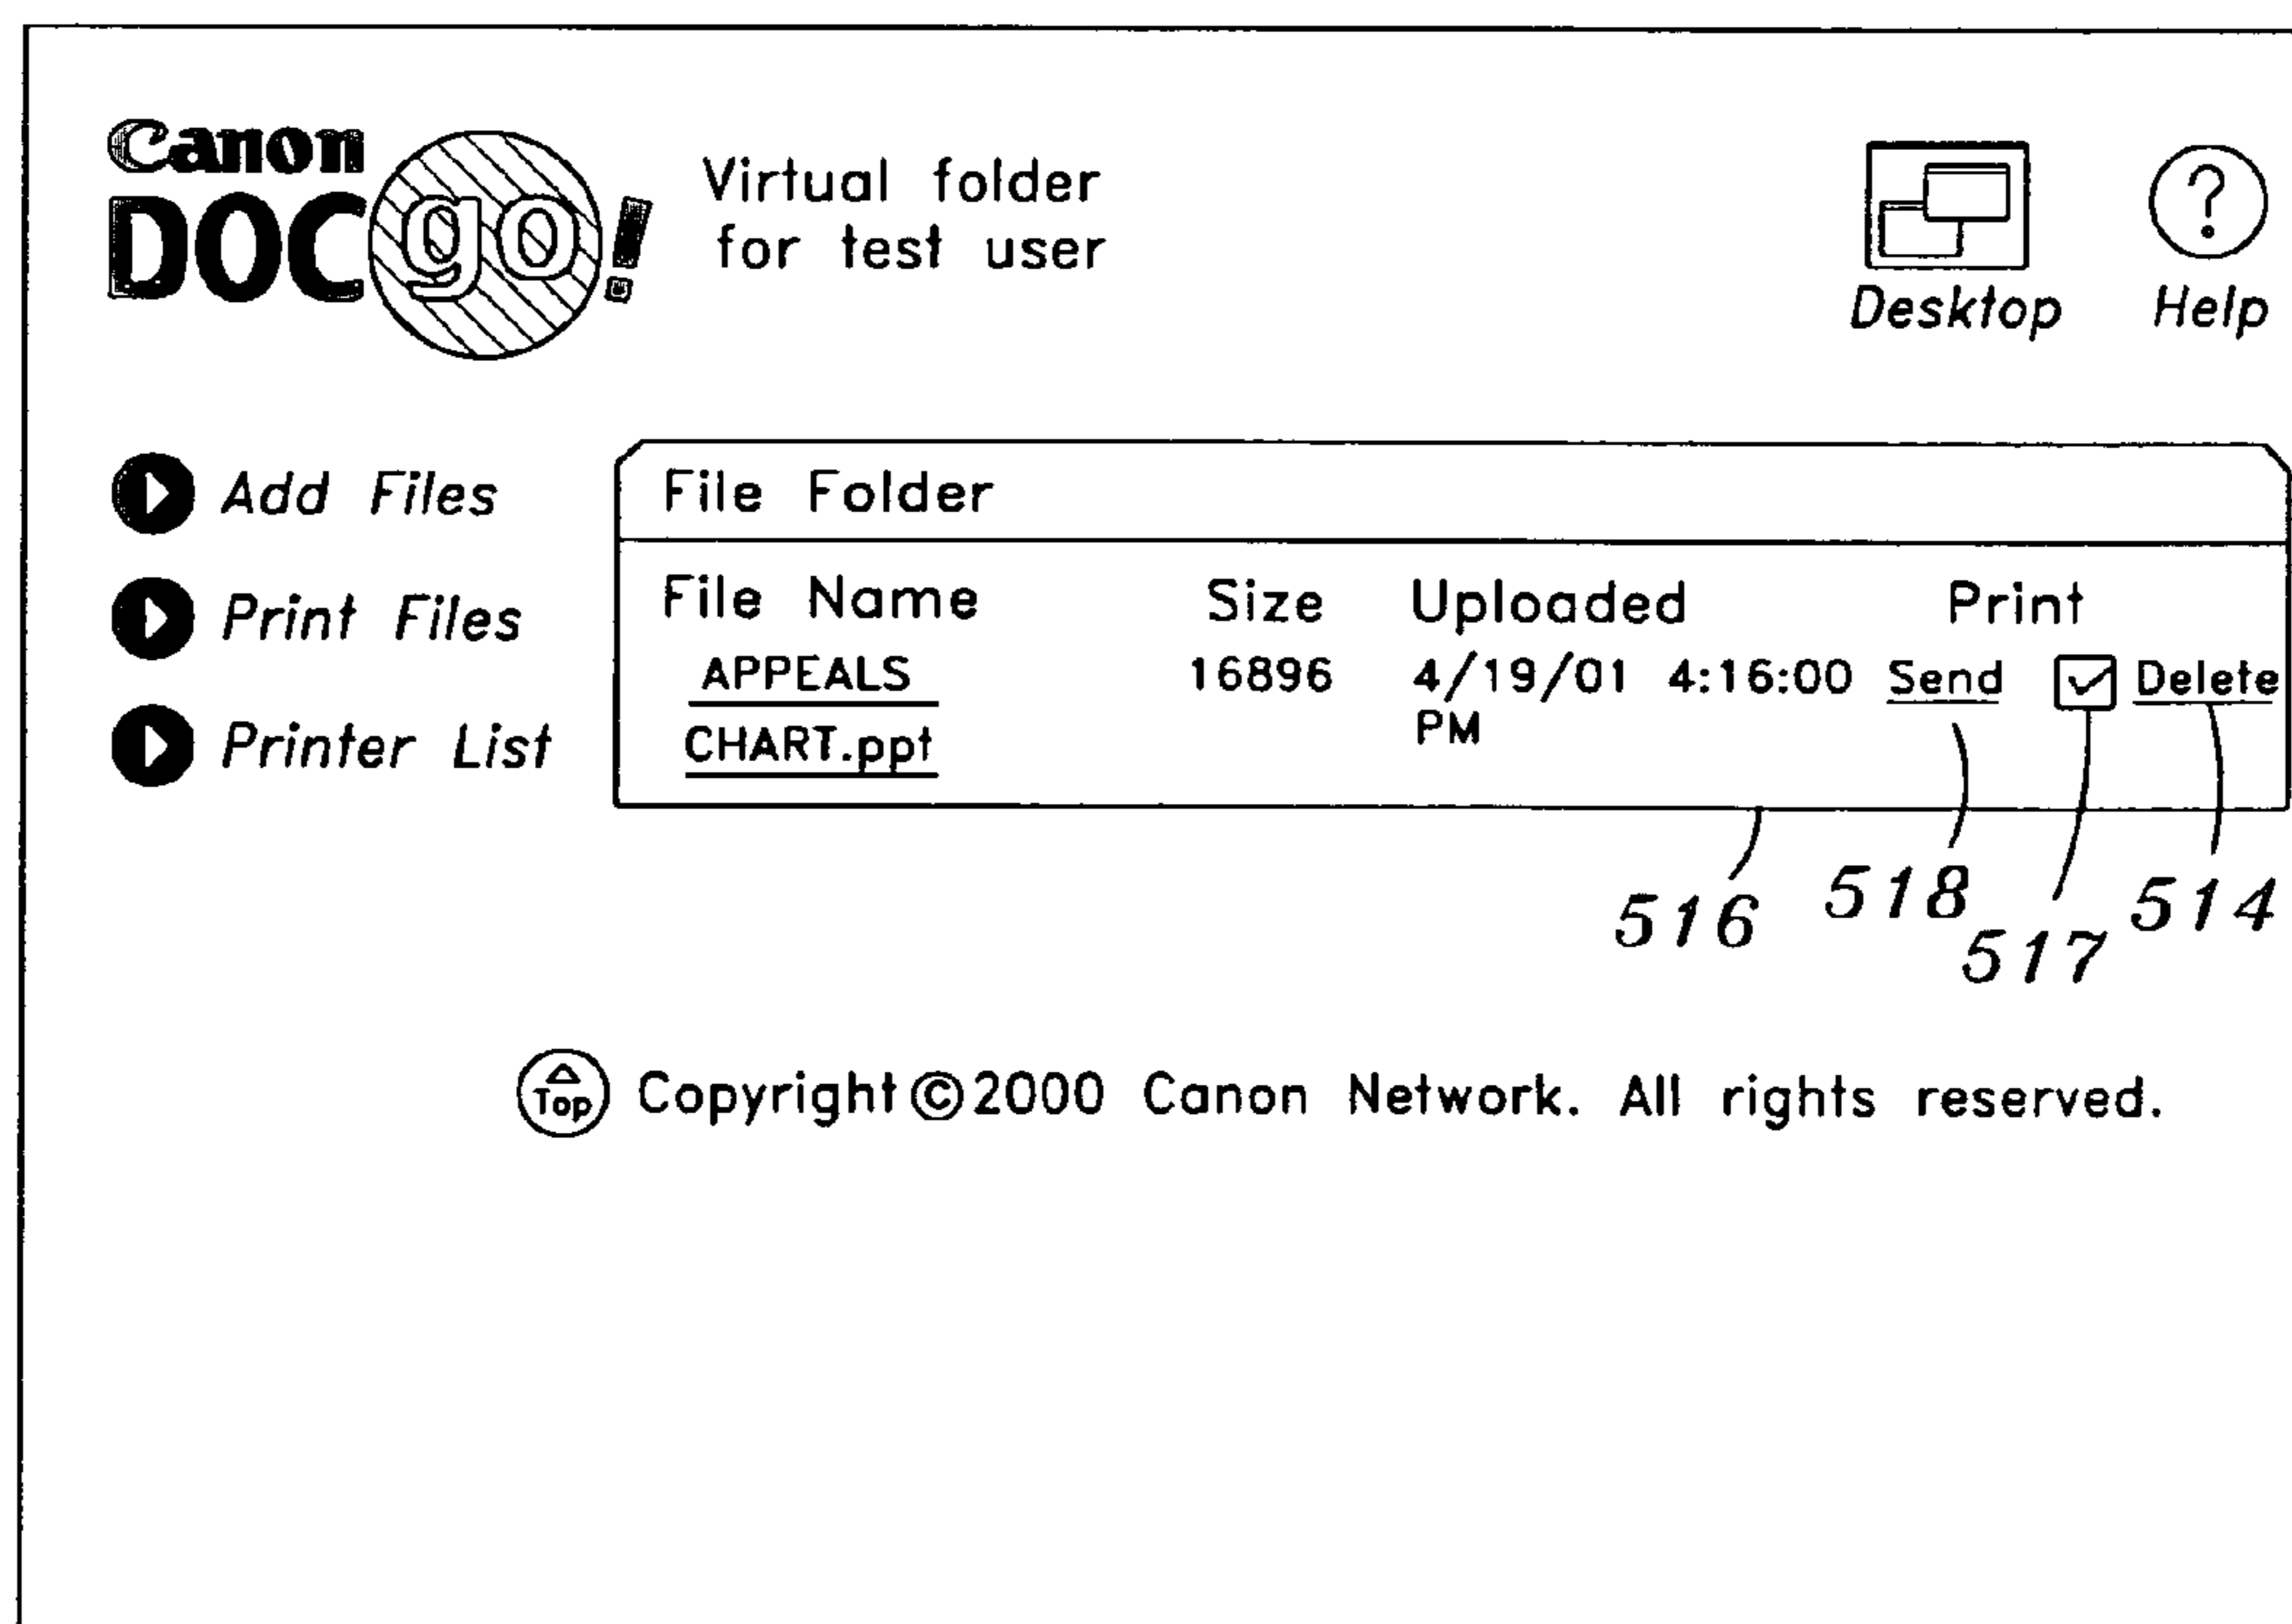 Canon
DOC go!
Virtual folder
for test user
Desktop
Help
Add Files
Print Files
Printer List
File Folder
File Name Size Uploaded Print
APPEALS 16896 4/19/01 4:16:00 Send Delete
CHART.ppt PM
516 518 517 514
Top Copyright©2000 Canon Network. All rights reserved.